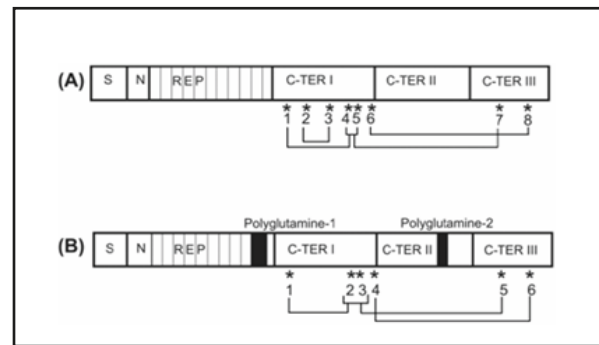 (A) S N REP C-TER I C-TER II C-TER III
* * * * * * * *
1 2 3 4 5 6 7 8
Polyglutamine-1 Polyglutamine-2
(B) S N REP C-TER I C-TER II C-TER III
* * * * * *
1 2 3 4 5 6